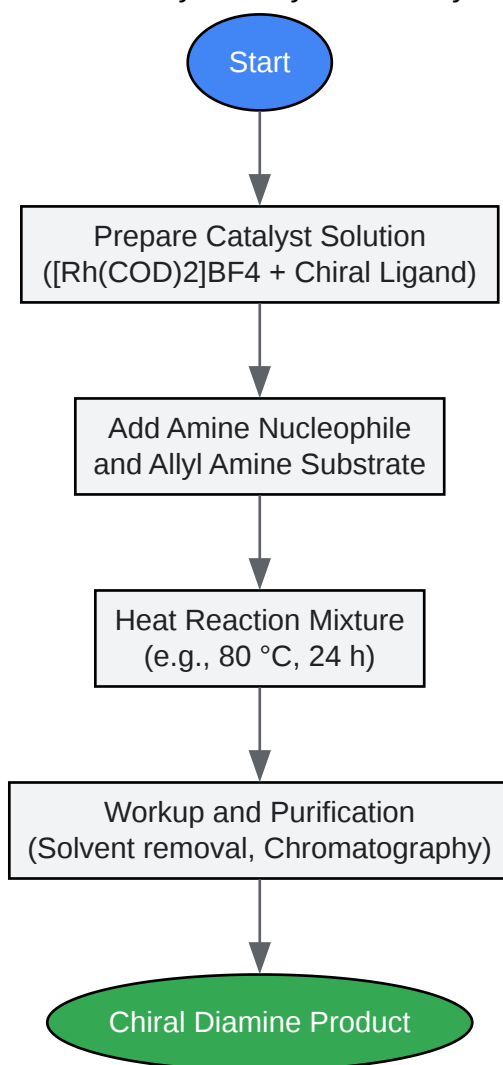 Start
Prepare Catalyst Solution
([Rh(COD)2]BF4 + Chiral Ligand)
Add Amine Nucleophile
and Allyl Amine Substrate
Heat Reaction Mixture
(e.g., 80 °C, 24 h)
Workup and Purification
(Solvent removal, Chromatography)
Chiral Diamine Product